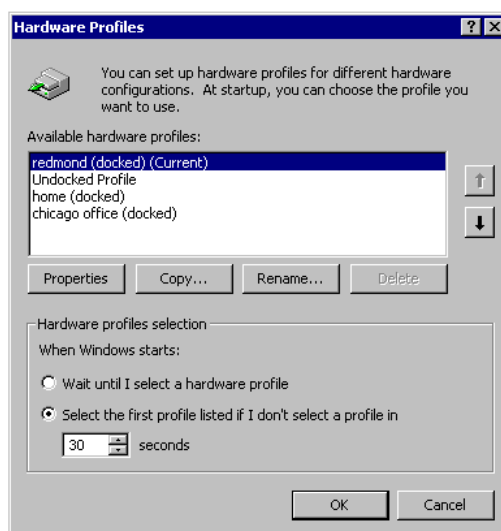 Hardware Profiles
You can set up hardware profiles for different hardware
configurations. At startup, you can choose the profile you
want to use.
Available hardware profiles:
redmond (docked) (Current)
Undocked Profile
home (docked)
chicago office (docked)
Properties
Copy...
Rename...
Delete
Hardware profiles selection
When Windows starts:
Wait until I select a hardware profile
Select the first profile listed if I don't select a profile in
30 seconds
OK
Cancel